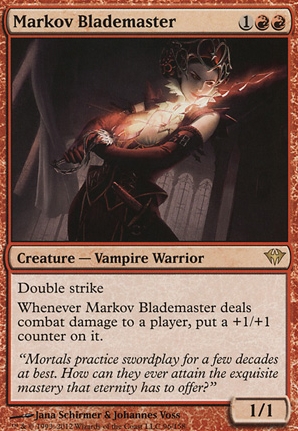 Markov Blademaster 1
Creature — Vampire Warrior
Double strike
Whenever Markov Blademaster deals
combat damage to a player, put a +1/+1
counter on it.
"Mortals practice swordplay for a few decades
at best. How can they ever attain the exquisite
mastery that eternity has to offer?"
Jana Schirmer & Johannes Voss
1/1